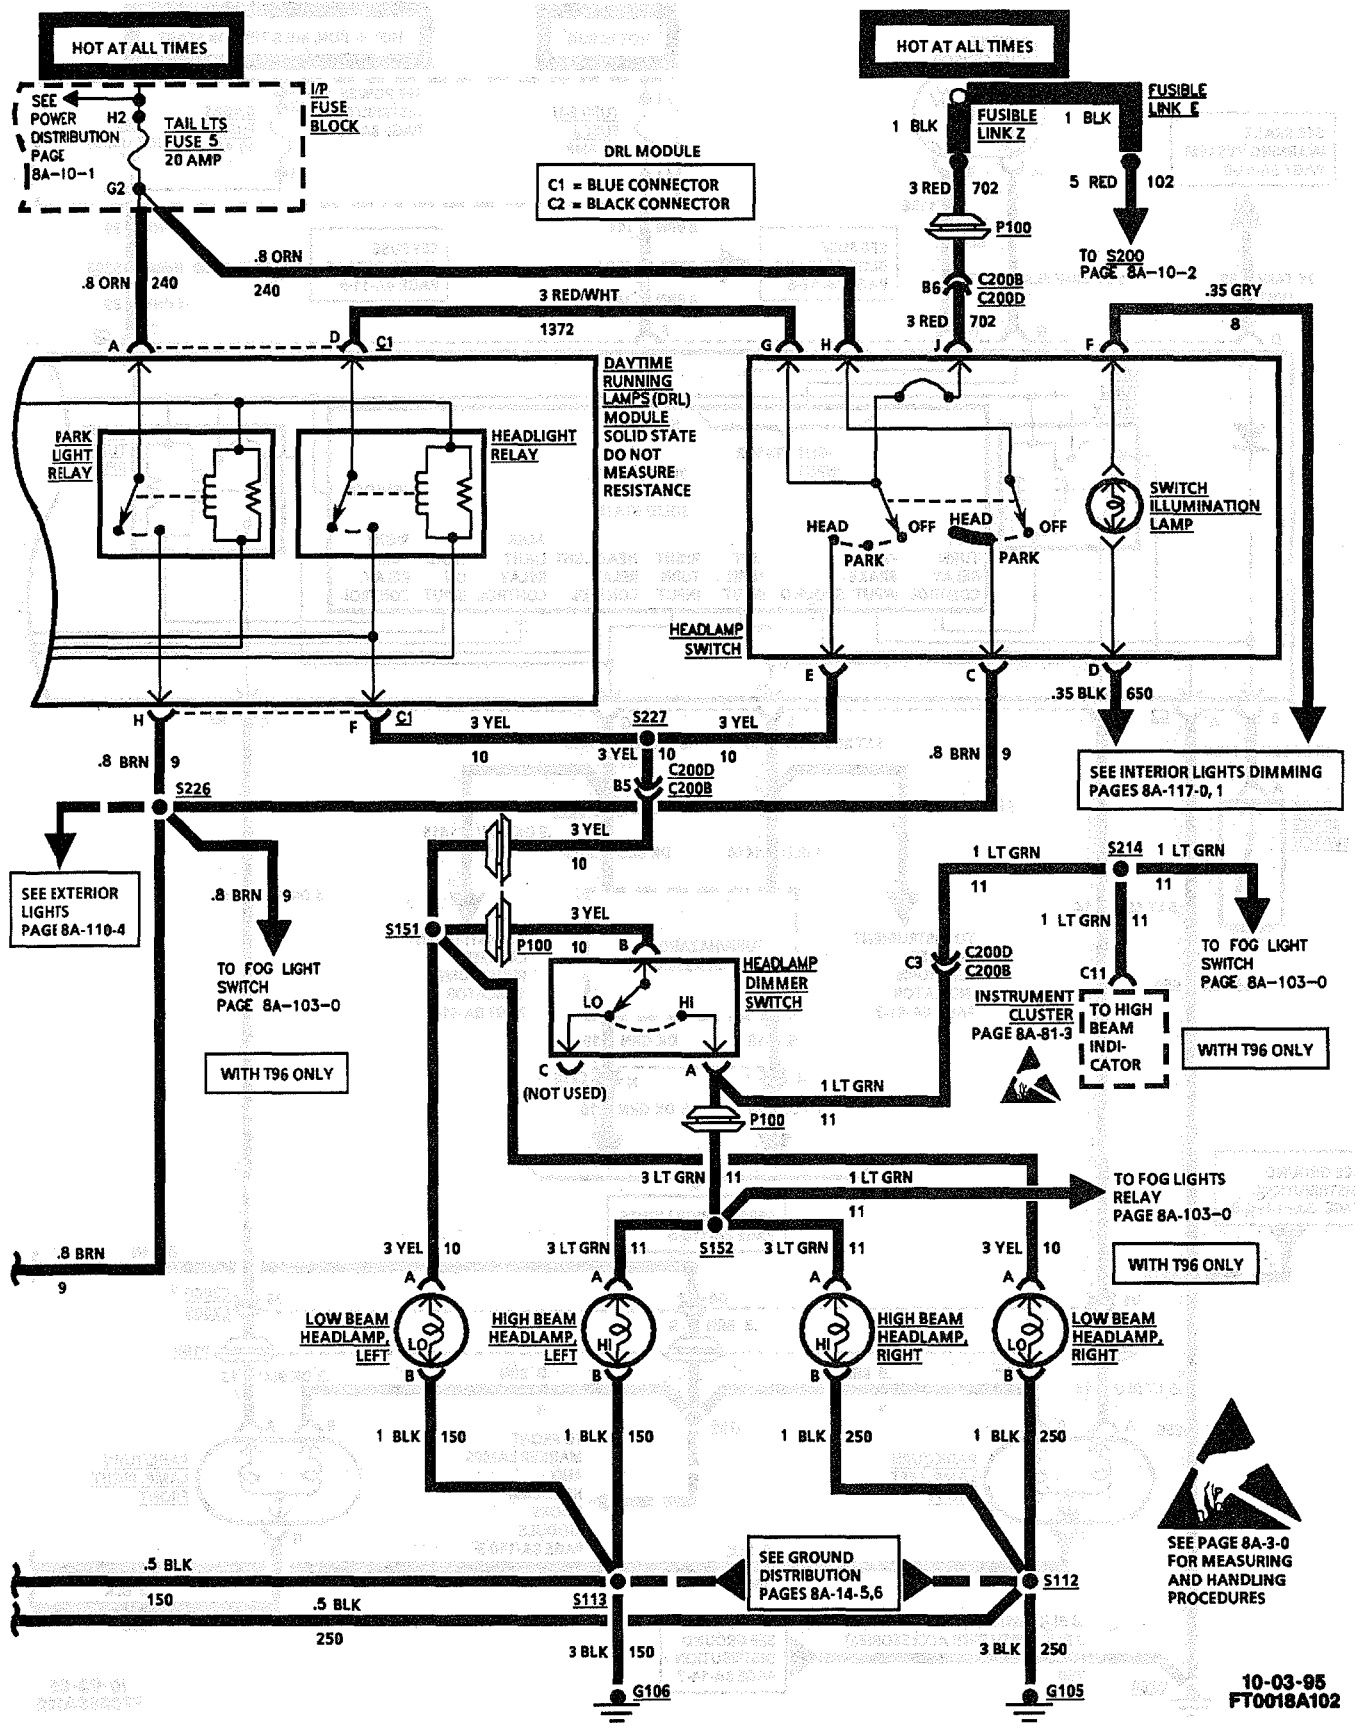 HOT AT ALL TIMES
HOT AT ALL TIMES
SEE
POWER
DISTRIBUTION
PAGE
8A-10-1
H2
TAIL LTS
FUSE 5
20 AMP
G2
I/P
FUSE
BLOCK
DRL MODULE
C1 = BLUE CONNECTOR
C2 = BLACK CONNECTOR
1 BLK
FUSIBLE
LINK Z
1 BLK
FUSIBLE
LINK E
3 RED 702
5 RED 102
P100
TO S200
PAGE 8A-10-2
B6
C200B
C200D
3 RED 702
.8 ORN 240
.8 ORN
240
3 RED/WHT
1372
.35 GRY
8
A
D
C1
G
H
J
F
DAYTIME
RUNNING
LAMPS (DRL)
MODULE
SOLID STATE
DO NOT
MEASURE
RESISTANCE
PARK
LIGHT
RELAY
HEADLIGHT
RELAY
HEAD
OFF
PARK
HEAD
OFF
PARK
SWITCH
ILLUMINATION
LAMP
HEADLAMP
SWITCH
E
C
D
.35 BLK 650
H
F
C1
3 YEL
10
S227
3 YEL
10
3 YEL 10
.8 BRN 9
.8 BRN 9
SEE INTERIOR LIGHTS DIMMING
PAGES 8A-117-0, 1
B5
C200D
C200B
S226
3 YEL
10
SEE EXTERIOR
LIGHTS
PAGE 8A-110-4
.8 BRN 9
TO FOG LIGHT
SWITCH
PAGE 8A-103-0
WITH T96 ONLY
S151
3 YEL
10
P100
B
HEADLAMP
DIMMER
SWITCH
LO
HI
C
(NOT USED)
A
1 LT GRN
11
S214
1 LT GRN
11
1 LT GRN 11
C3
C200D
C200B
C11
INSTRUMENT
CLUSTER
PAGE 8A-81-3
TO HIGH
BEAM
INDI-
CATOR
TO FOG LIGHT
SWITCH
PAGE 8A-103-0
WITH T96 ONLY
1 LT GRN
11
P100
3 LT GRN 11
1 LT GRN
11
TO FOG LIGHTS
RELAY
PAGE 8A-103-0
WITH T96 ONLY
S152
.8 BRN
9
3 YEL 10
3 LT GRN 11
3 LT GRN 11
3 YEL 10
A
A
A
A
LOW BEAM
HEADLAMP,
LEFT
LO
HIGH BEAM
HEADLAMP,
LEFT
HI
HI
HIGH BEAM
HEADLAMP,
RIGHT
LO
LOW BEAM
HEADLAMP,
RIGHT
B
B
B
B
1 BLK 150
1 BLK 150
1 BLK 250
1 BLK 250
SEE PAGE 8A-3-0
FOR MEASURING
AND HANDLING
PROCEDURES
.5 BLK
150
S113
SEE GROUND
DISTRIBUTION
PAGES 8A-14-5,6
S112
.5 BLK
250
3 BLK 150
3 BLK 250
G106
G105
10-03-95
FT0018A102